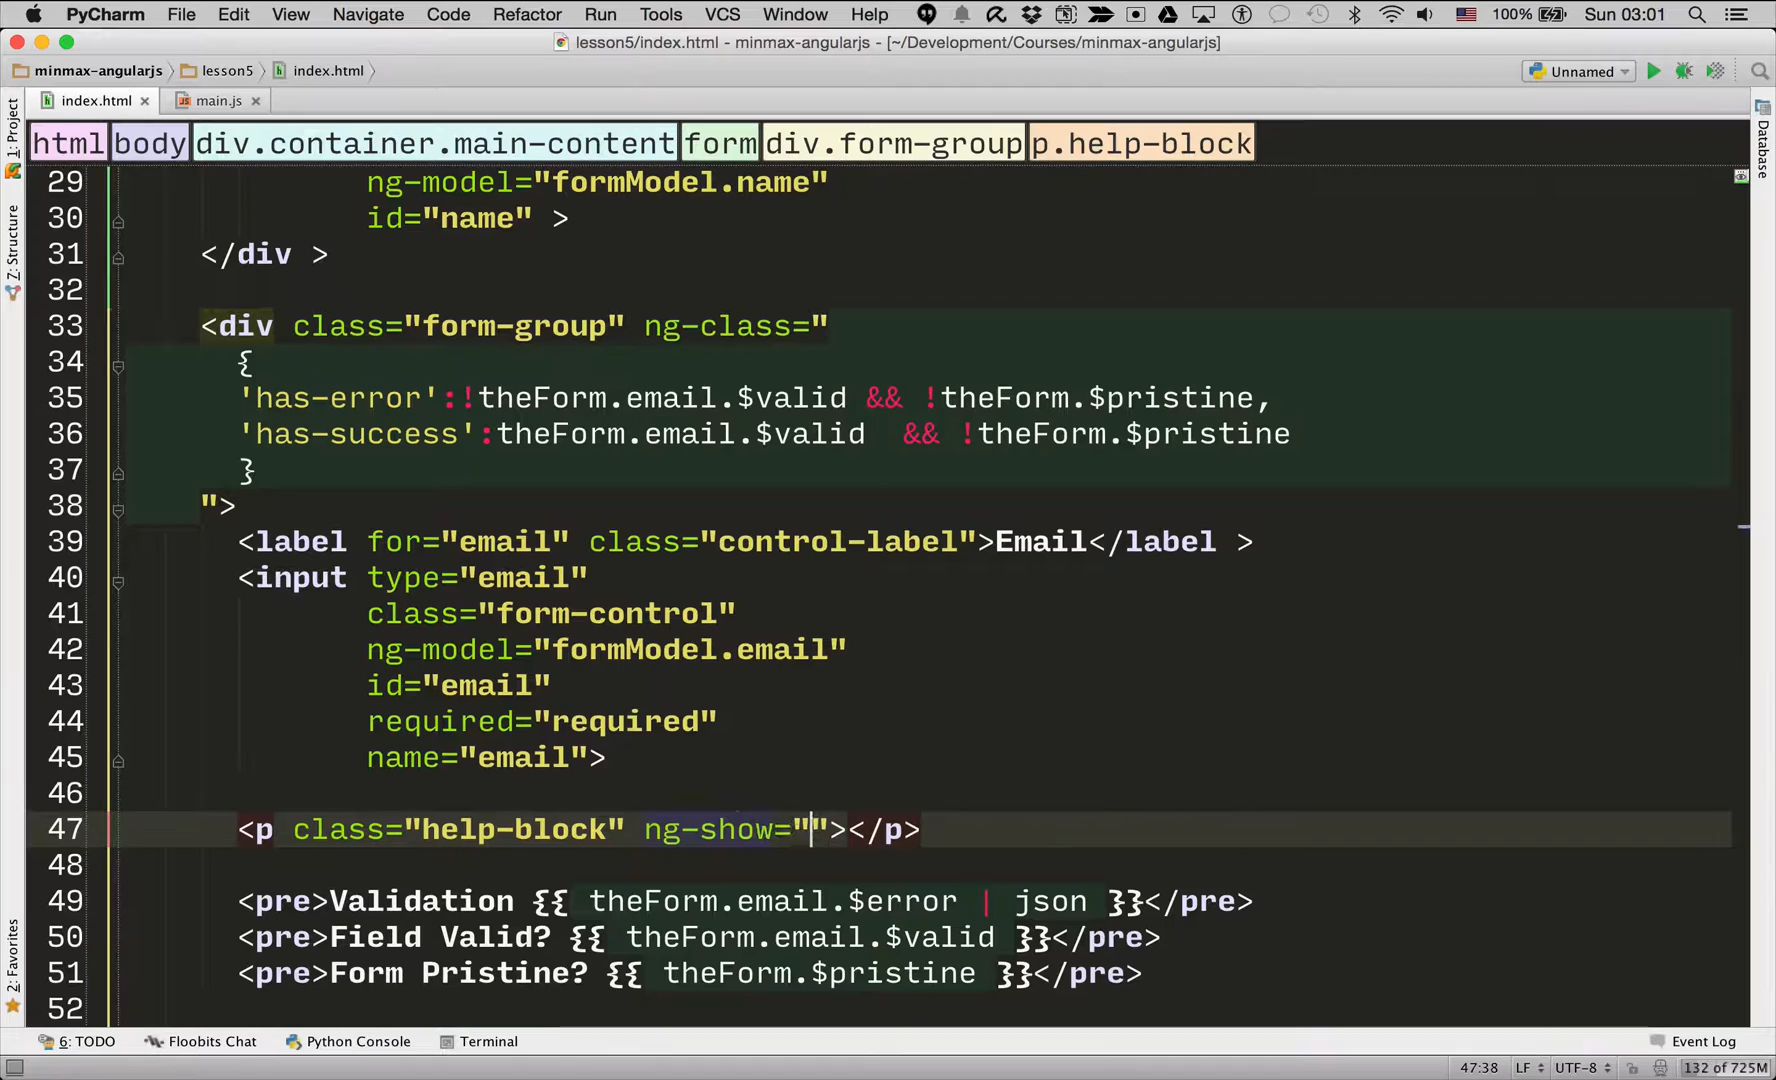 PyCharm File Edit View Navigate Code Refactor Run Tools VCS Window Help 100% Sun 03:01
lesson5/index.html - minmax-angularjs - [~/Development/Courses/minmax-angularjs]
minmax-angularjs lesson5 index.html Unnamed
index.html main.js
html body div.container.main-content form div.form-group p.help-block
1: Project
7: Structure
2: Favorites
Database
29 ng-model="formModel.name"
30 id="name" >
31 </div >
32
33 <div class="form-group" ng-class="
34 {
35 'has-error':!theForm.email.$valid && !theForm.$pristine,
36 'has-success':theForm.email.$valid  && !theForm.$pristine
37 }
38 ">
39 <label for="email" class="control-label">Email</label >
40 <input type="email"
41 class="form-control"
42 ng-model="formModel.email"
43 id="email"
44 required="required"
45 name="email">
46
47 <p class="help-block" ng-show=""></p>
48
49 <pre>Validation {{ theForm.email.$error | json }}</pre>
50 <pre>Field Valid? {{ theForm.email.$valid }}</pre>
51 <pre>Form Pristine? {{ theForm.$pristine }}</pre>
52
6: TODO Floobits Chat Python Console Terminal Event Log
47:38 LF UTF-8 132 of 725M